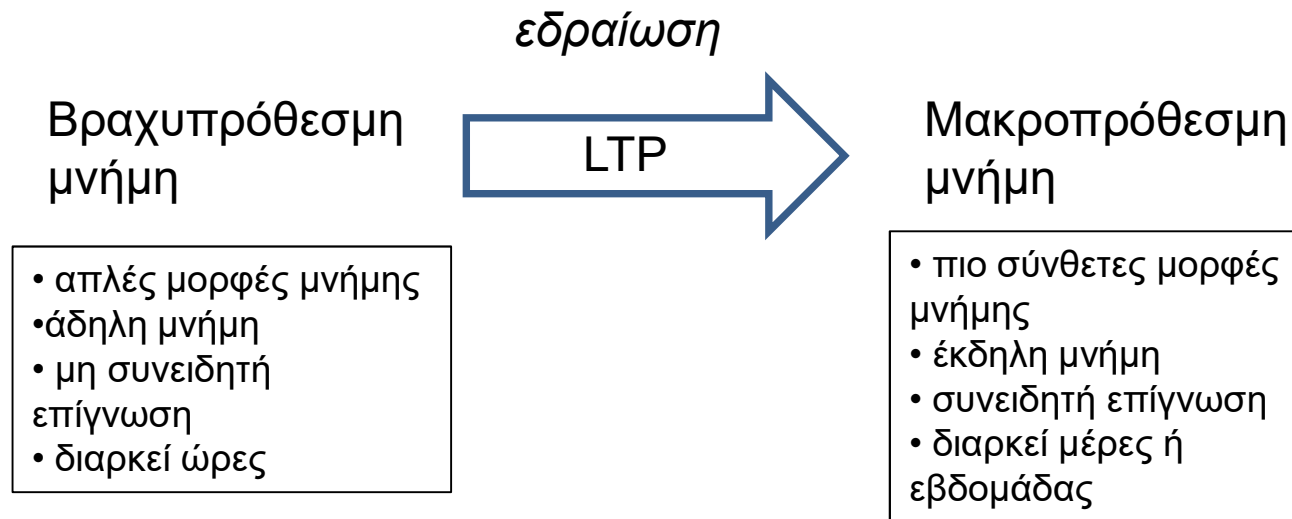 εδραίωση
Βραχυπρόθεσμη
μνήμη
LTP
Μακροπρόθεσμη
μνήμη
• απλές μορφές μνήμης
•άδηλη μνήμη
• μη συνειδητή
επίγνωση
• διαρκεί ώρες
• πιο σύνθετες μορφές
μνήμης
• έκδηλη μνήμη
• συνειδητή επίγνωση
• διαρκεί μέρες ή
εβδομάδας